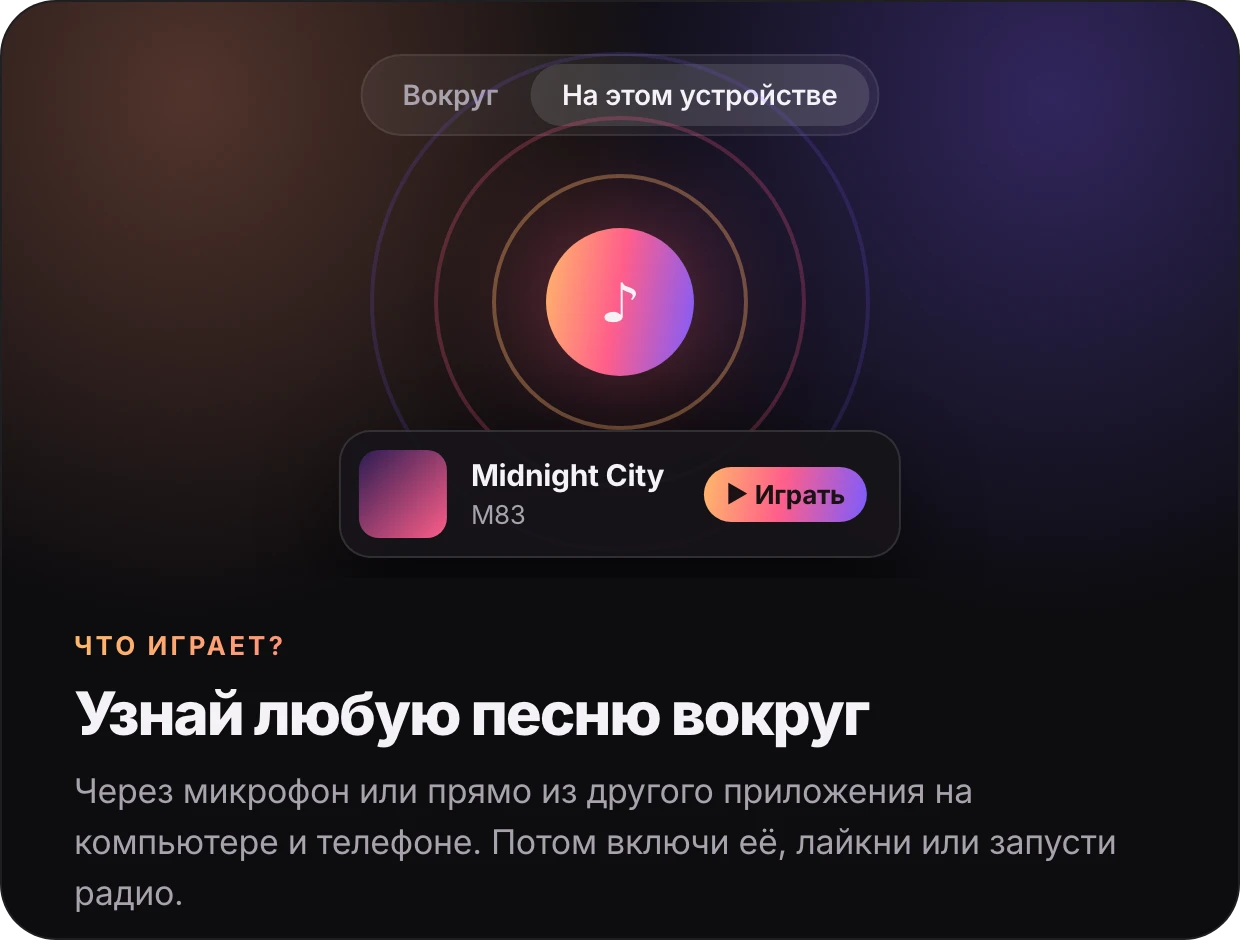 Вокруг
На этом устройстве
♪
Midnight City
M83
▶ Играть
ЧТО ИГРАЕТ?
Узнай любую песню вокруг
Через микрофон или прямо из другого приложения на
компьютере и телефоне. Потом включи её, лайкни или запусти
радио.